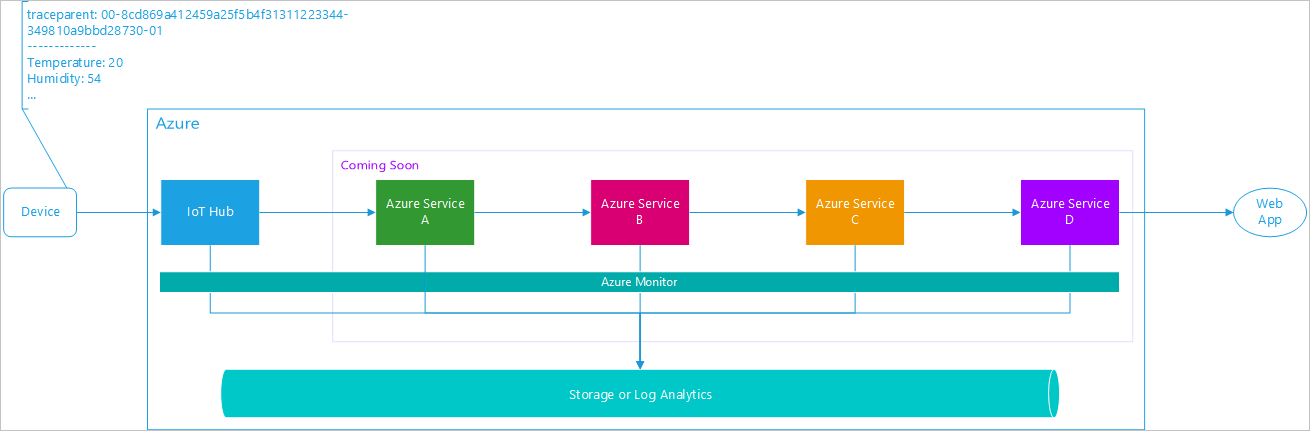 traceparent: 00-8cd869a412459a25f5b4f31311223344-
349810a9bbd28730-01
-------------
Temperature: 20
Humidity: 54
...
Azure
Coming Soon
Device
IoT Hub
Azure Service
A
Azure Service
B
Azure Service
C
Azure Service
D
Web
App
Azure Monitor
Storage or Log Analytics